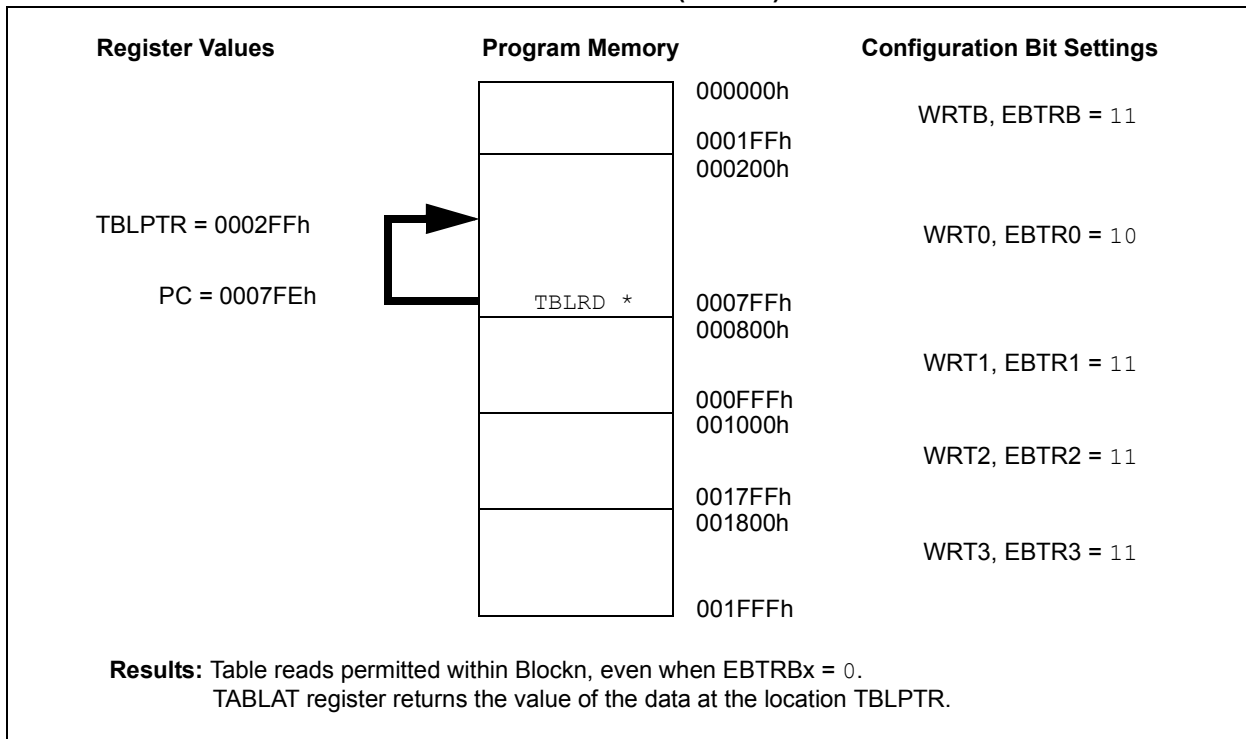 Register Values Program Memory Configuration Bit Settings
000000h
WRTB, EBTRB = 11
0001FFh
000200h
TBLPTR = 0002FFh
WRT0, EBTR0 = 10
PC = 0007FEh
TBLRD *
0007FFh
000800h
WRT1, EBTR1 = 11
000FFFh
001000h
WRT2, EBTR2 = 11
0017FFh
001800h
WRT3, EBTR3 = 11
001FFFh
Results: Table reads permitted within Blockn, even when EBTRBx = 0.
TABLAT register returns the value of the data at the location TBLPTR.